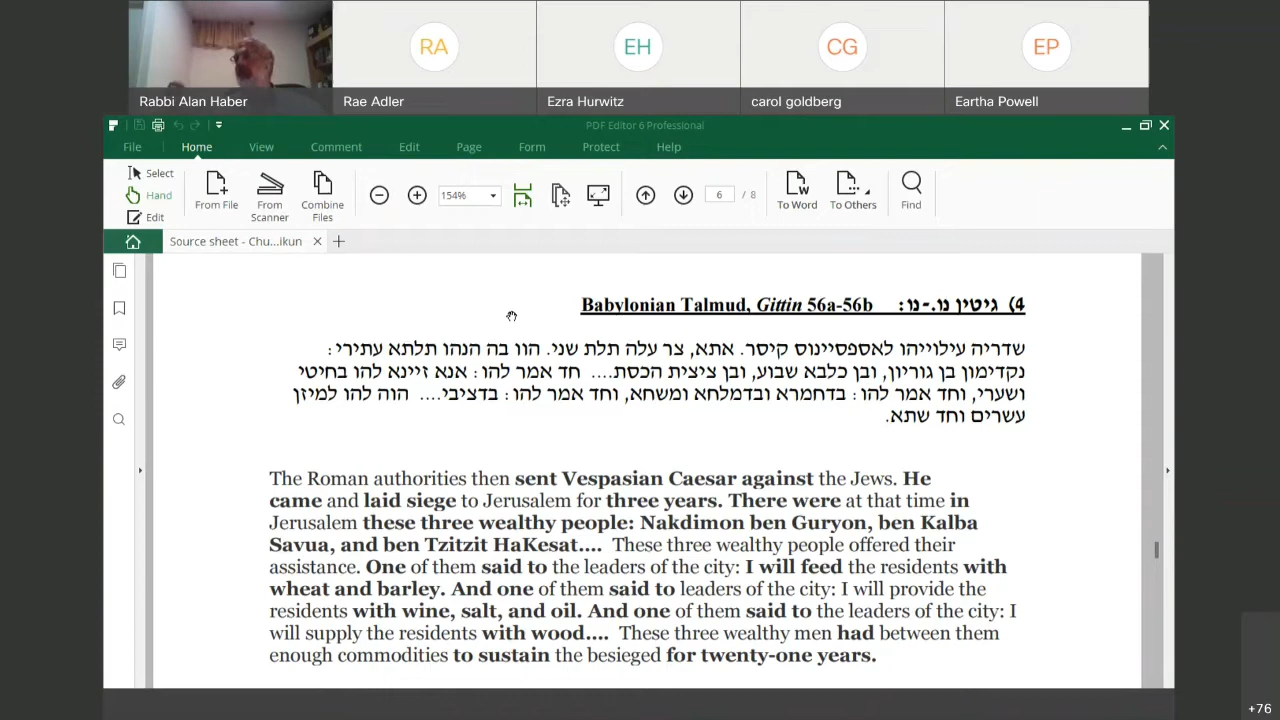 RA
EH
CG
EP
Rabbi Alan Haber
Rae Adler
Ezra Hurwitz
carol goldberg
Eartha Powell
PDF Editor 6 Professional
File
Home
View
Comment
Edit
Page
Form
Protect
Help
Select
Hand
Edit
From File
From Scanner
Combine Files
154%
6
/ 8
To Word
To Others
Find
Source sheet - Chu...ikun
4) גיטין נו.-נו: Babylonian Talmud, Gittin 56a-56b
שדריה עילוייהו לאספסיינוס קיסר. אתא, צר עלה תלת שני. הוו בה הנהו תלתא עתירי:
נקדימון בן גוריון, ובן כלבא שבוע, ובן ציצית הכסת.... חד אמר להו: אנא זיינא להו בחיטי
ושערי, וחד אמר להו: בדחמרא ובדמלחא ומשחא, וחד אמר להו: בדציבי.... הוה להו למיזן
עשרים וחד שתא.
The Roman authorities then sent Vespasian Caesar against the Jews. He
came and laid siege to Jerusalem for three years. There were at that time in
Jerusalem these three wealthy people: Nakdimon ben Guryon, ben Kalba
Savua, and ben Tzitzit HaKesat.... These three wealthy people offered their
assistance. One of them said to the leaders of the city: I will feed the residents with
wheat and barley. And one of them said to leaders of the city: I will provide the
residents with wine, salt, and oil. And one of them said to the leaders of the city: I
will supply the residents with wood.... These three wealthy men had between them
enough commodities to sustain the besieged for twenty-one years.
+76